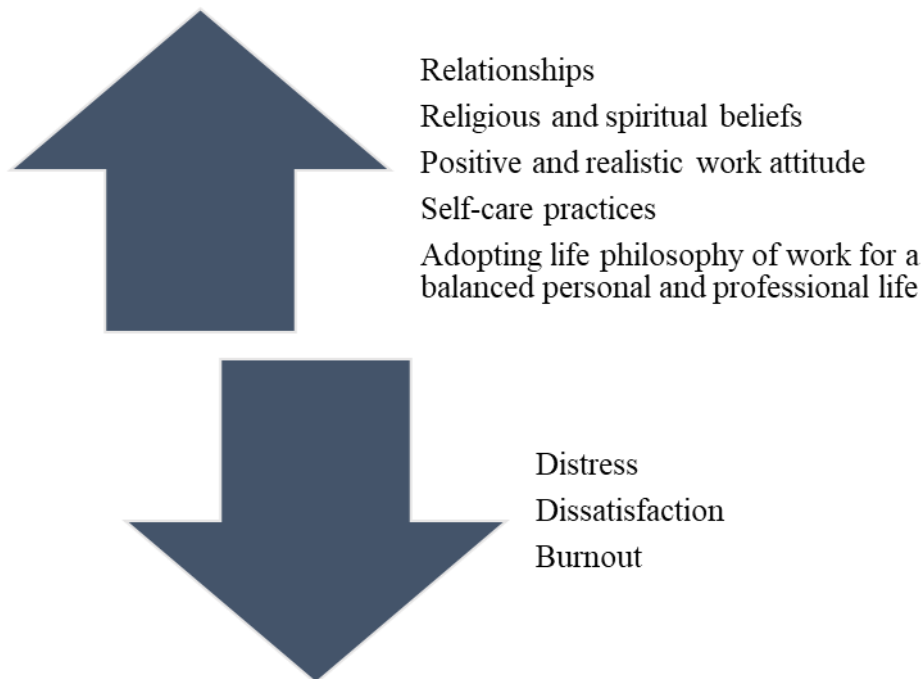 Relationships
Religious and spiritual beliefs
Positive and realistic work attitude
Self-care practices
Adopting life philosophy of work for a
balanced personal and professional life
Distress
Dissatisfaction
Burnout